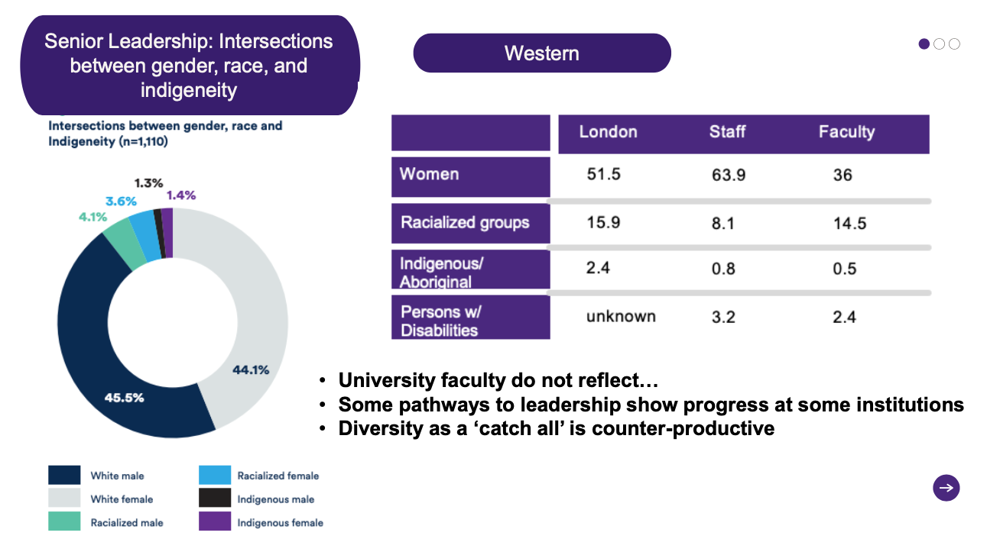 Senior Leadership: Intersections
between gender, race, and
indigeneity
Western
Intersections between gender, race and
Indigeneity (n=1,110)
1.3%
1.4%
3.6%
4.1%
44.1%
45.5%
White male
White female
Racialized male
Racialized female
Indigenous male
Indigenous female
London Staff Faculty
Women 51.5 63.9 36
Racialized groups 15.9 8.1 14.5
Indigenous/
Aboriginal 2.4 0.8 0.5
Persons w/
Disabilities unknown 3.2 2.4
• University faculty do not reflect…
• Some pathways to leadership show progress at some institutions
• Diversity as a ‘catch all’ is counter-productive